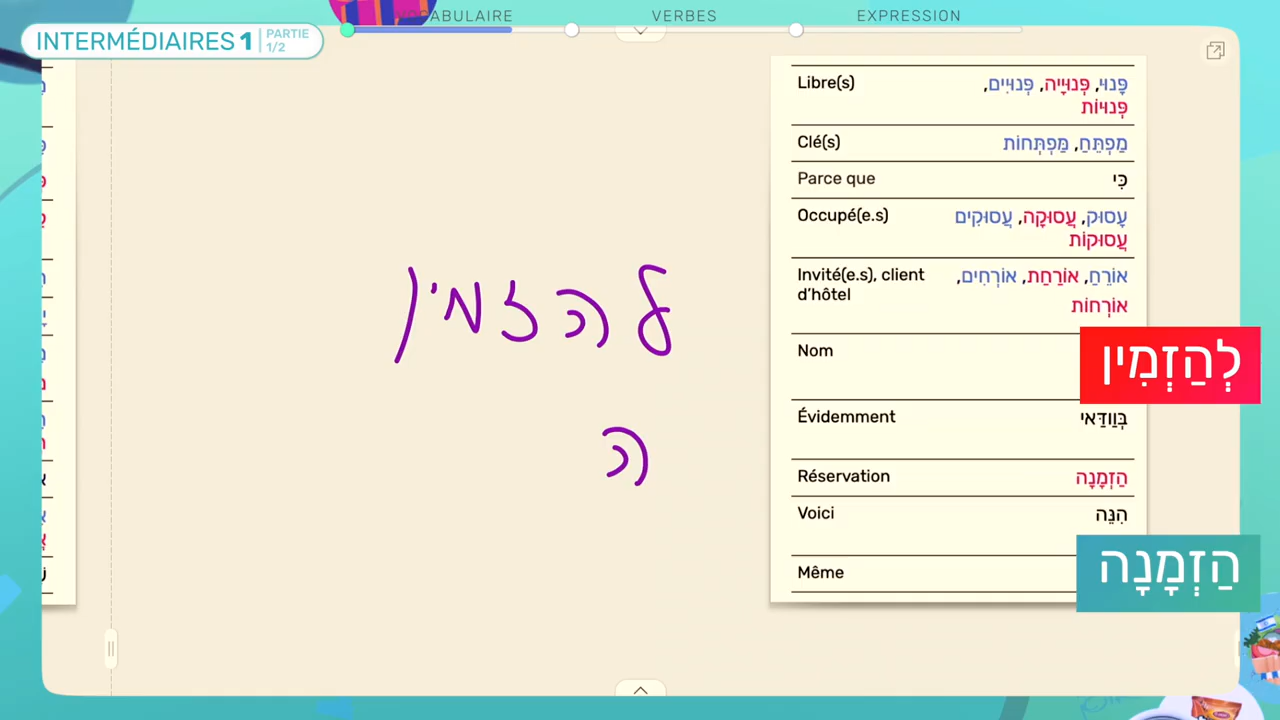 VOCABULAIRE
VERBES
EXPRESSION
INTERMÉDIAIRES 1
PARTIE
1/2
Libre(s)
פָּנוּי, פְּנוּיָּיה, פְּנוּיִים,
פְּנוּיוֹת
Clé(s)
מַפְתֵּחַ, מַפְתְּחוֹת
Parce que
כִּי
Occupé(e.s)
עָסוּק, עֲסוּקָה, עֲסוּקִים
עֲסוּקוֹת
Invité(e.s), client
d'hôtel
אוֹרֵחַ, אוֹרַחַת, אוֹרְחִים,
אוֹרְחוֹת
Nom
Évidemment
בְּוַודַּאי
Réservation
הַזְמָנָה
Voici
הִנֵּה
Même
להזמין
ה
לְהַזְמִין
הַזְמָנָה